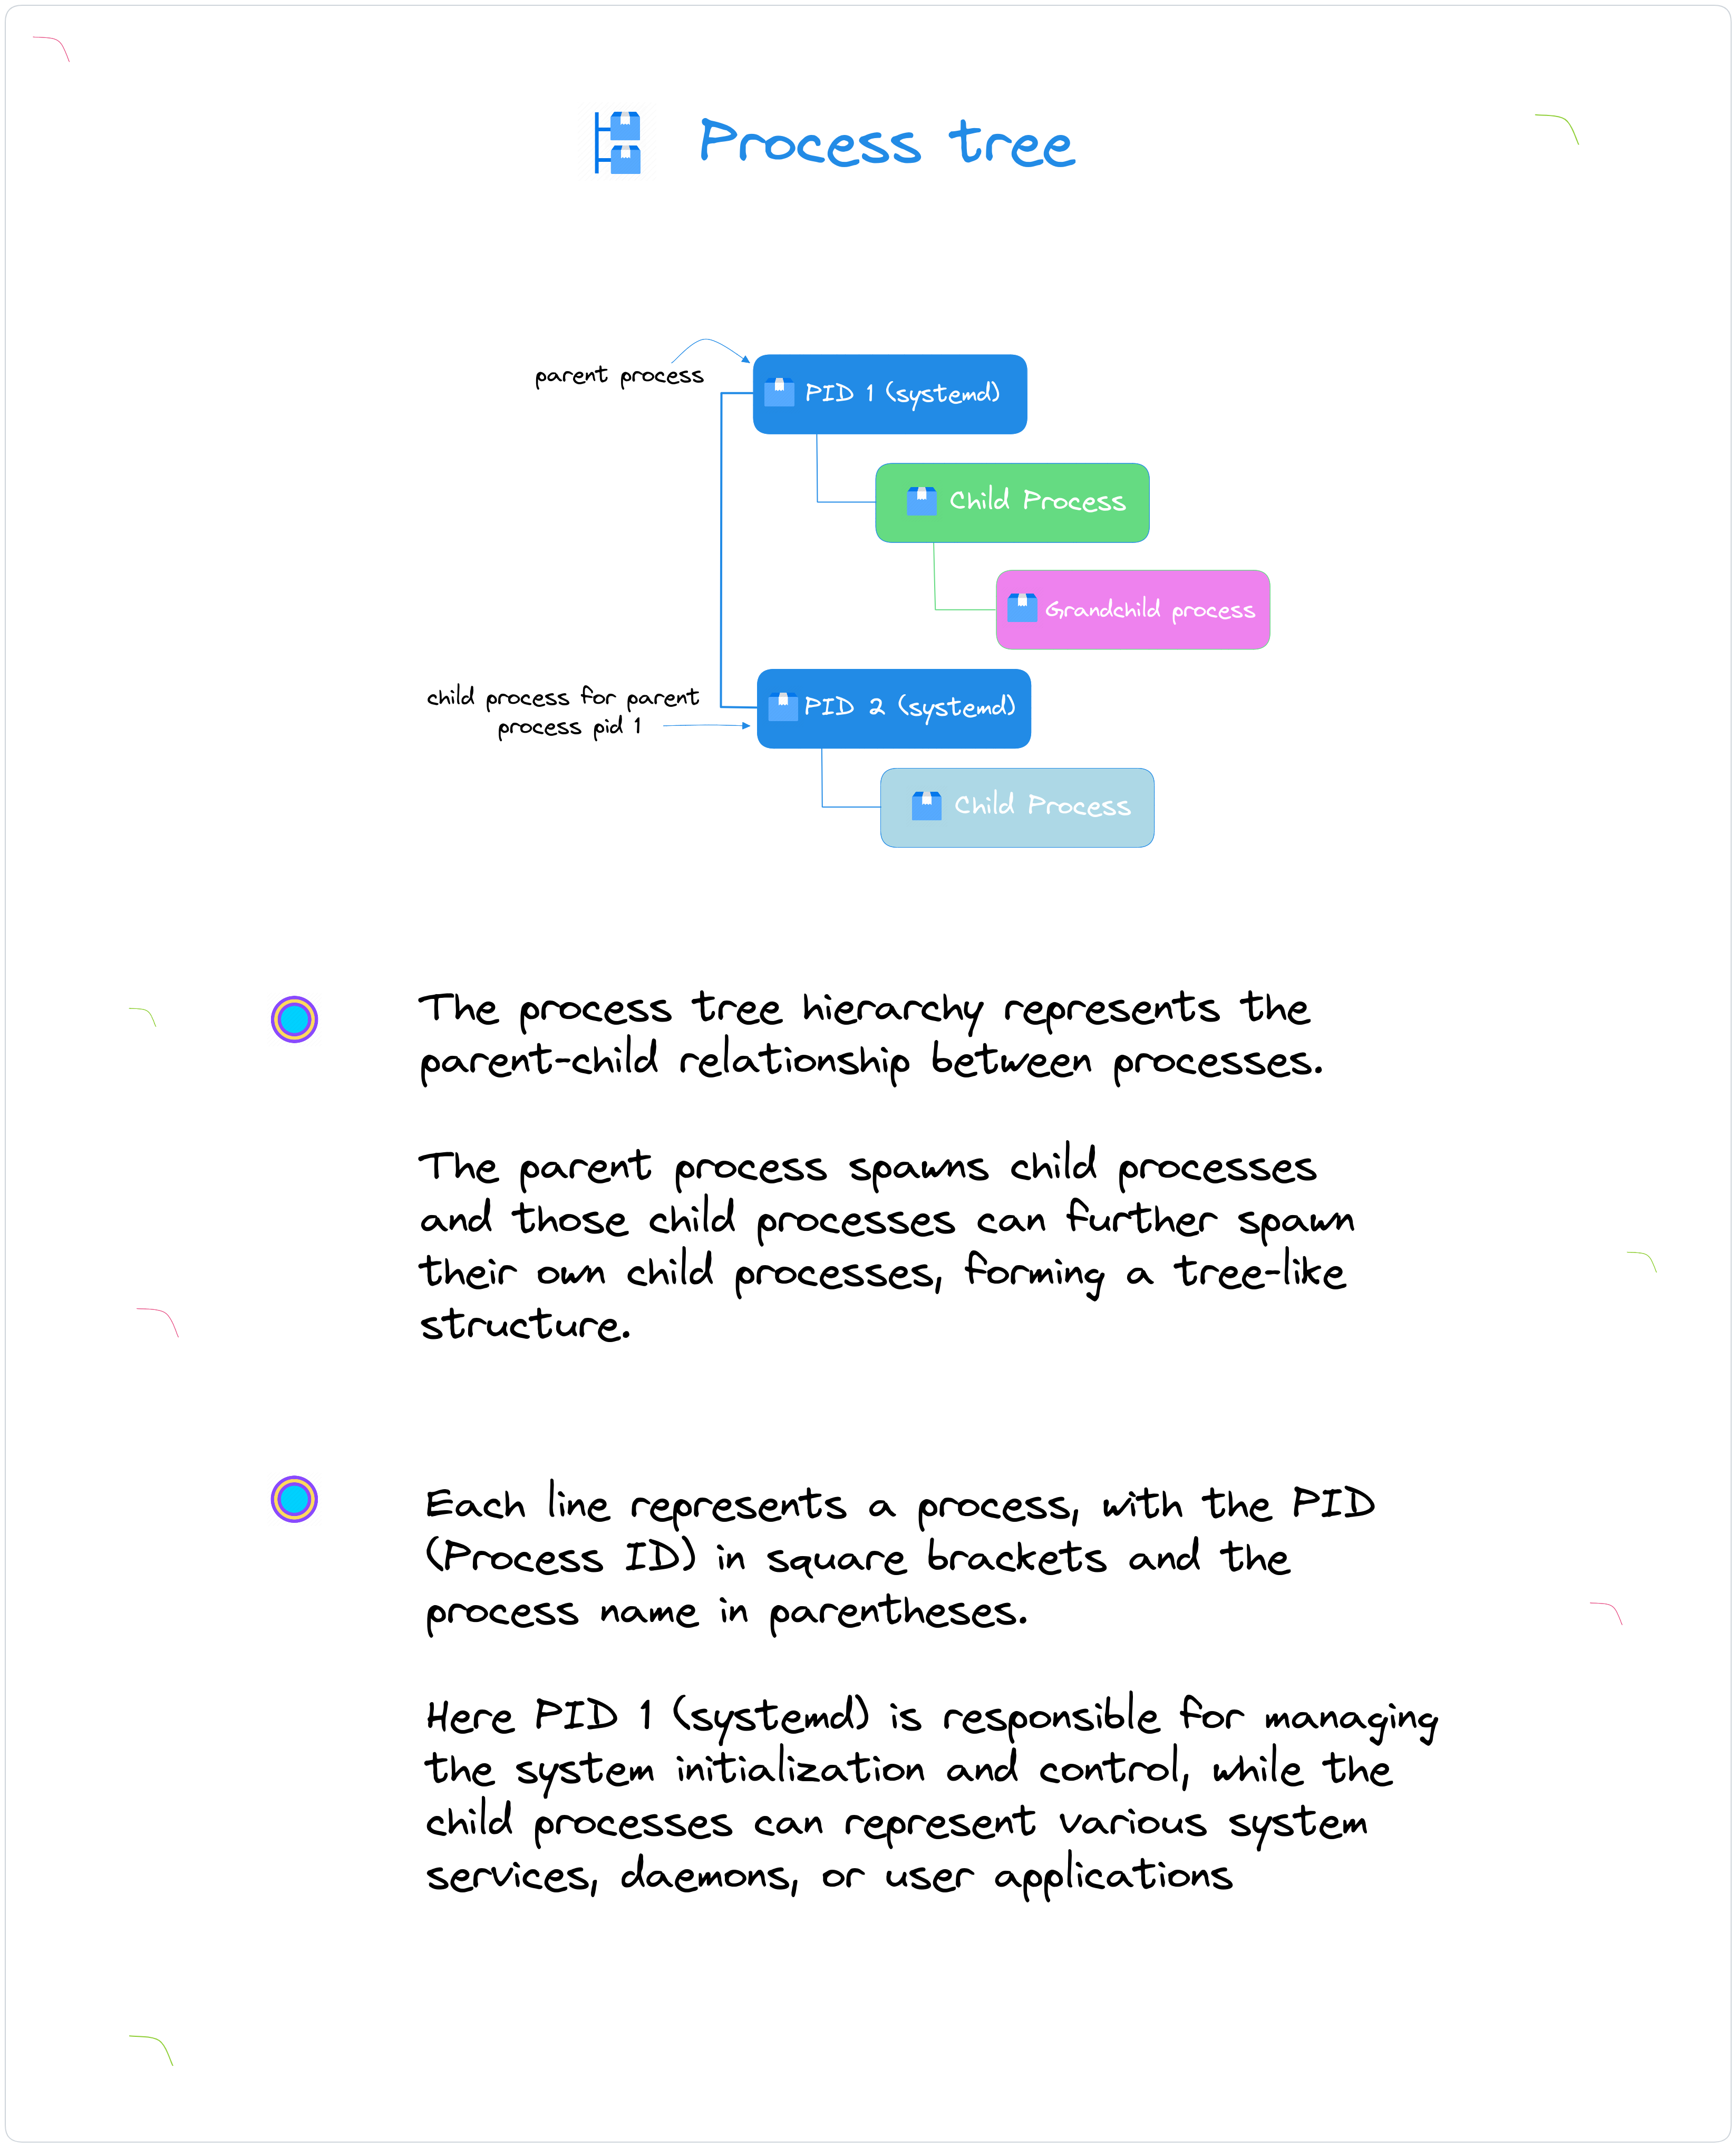 Process tree
parent process
PID 1 (systemd)
Child Process
Grandchild process
child process for parent
process pid 1
PID 2 (systemd)
Child Process
The process tree hierarchy represents the
parent-child relationship between processes.
The parent process spawns child processes
and those child processes can further spawn
their own child processes, forming a tree-like
structure.
Each line represents a process, with the PID
(Process ID) in square brackets and the
process name in parentheses.
Here PID 1 (systemd) is responsible for managing
the system initialization and control, while the
child processes can represent various system
services, daemons, or user applications